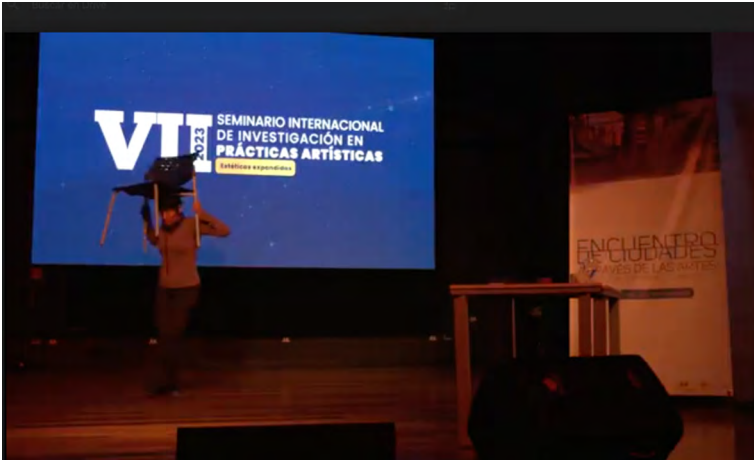 VII
2023
SEMINARIO INTERNACIONAL
DE INVESTIGACIÓN EN
PRÁCTICAS ARTÍSTICAS
Estéticas expandidas
ENCUENTRO
DE CIUDADES
A TRAVÉS DE LAS ARTES